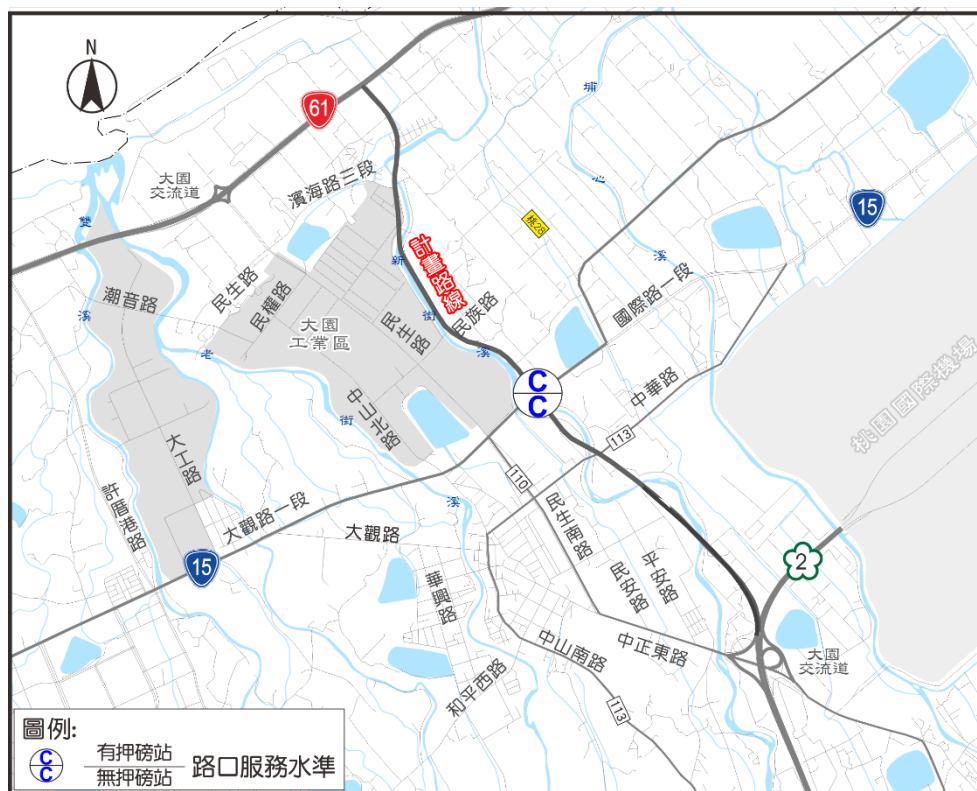 N
61
大園
交流道
濱海路三段
埔
心
溪
15
桃28
雙
溪
潮音路
民生路
民權路
大園
工業區
計畫路線
新
街
溪
民族路
民生路
國際路一段
老
街
溪
中山北路
C
C
中華路
113
桃園國際機場
大工路
許厝港路
110
大觀路一段
大觀路
民生南路
15
華興路
民安路
平安路
2
中山南路
中正東路
大園
交流道
和平西路
113
圖例:
C
C
有押磅站
無押磅站
路口服務水準